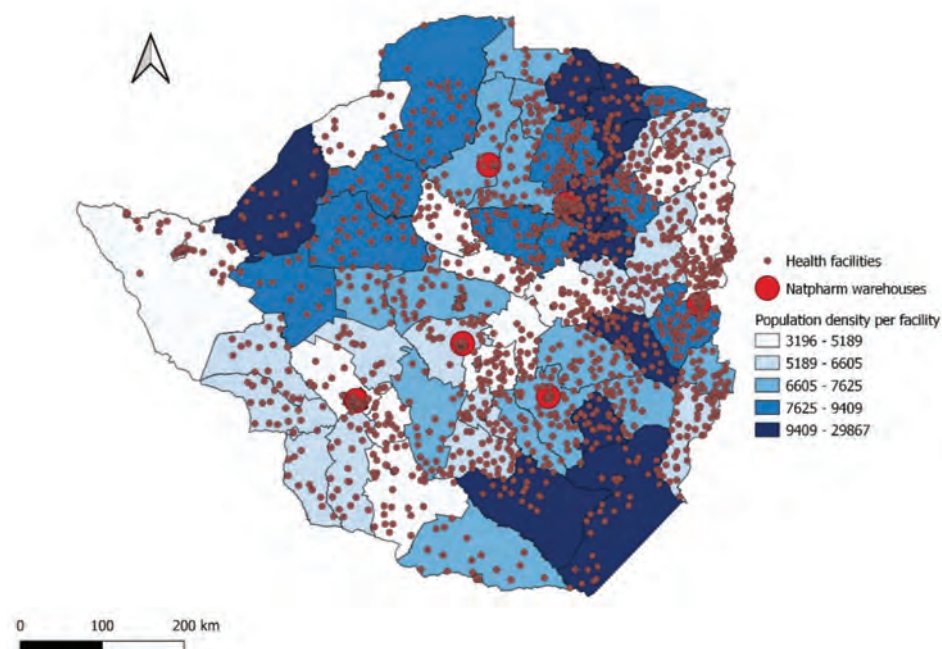 Health facilities
Natpharm warehouses
Population density per facility
3196 - 5189
5189 - 6605
6605 - 7625
7625 - 9409
9409 - 29867
0 100 200 km